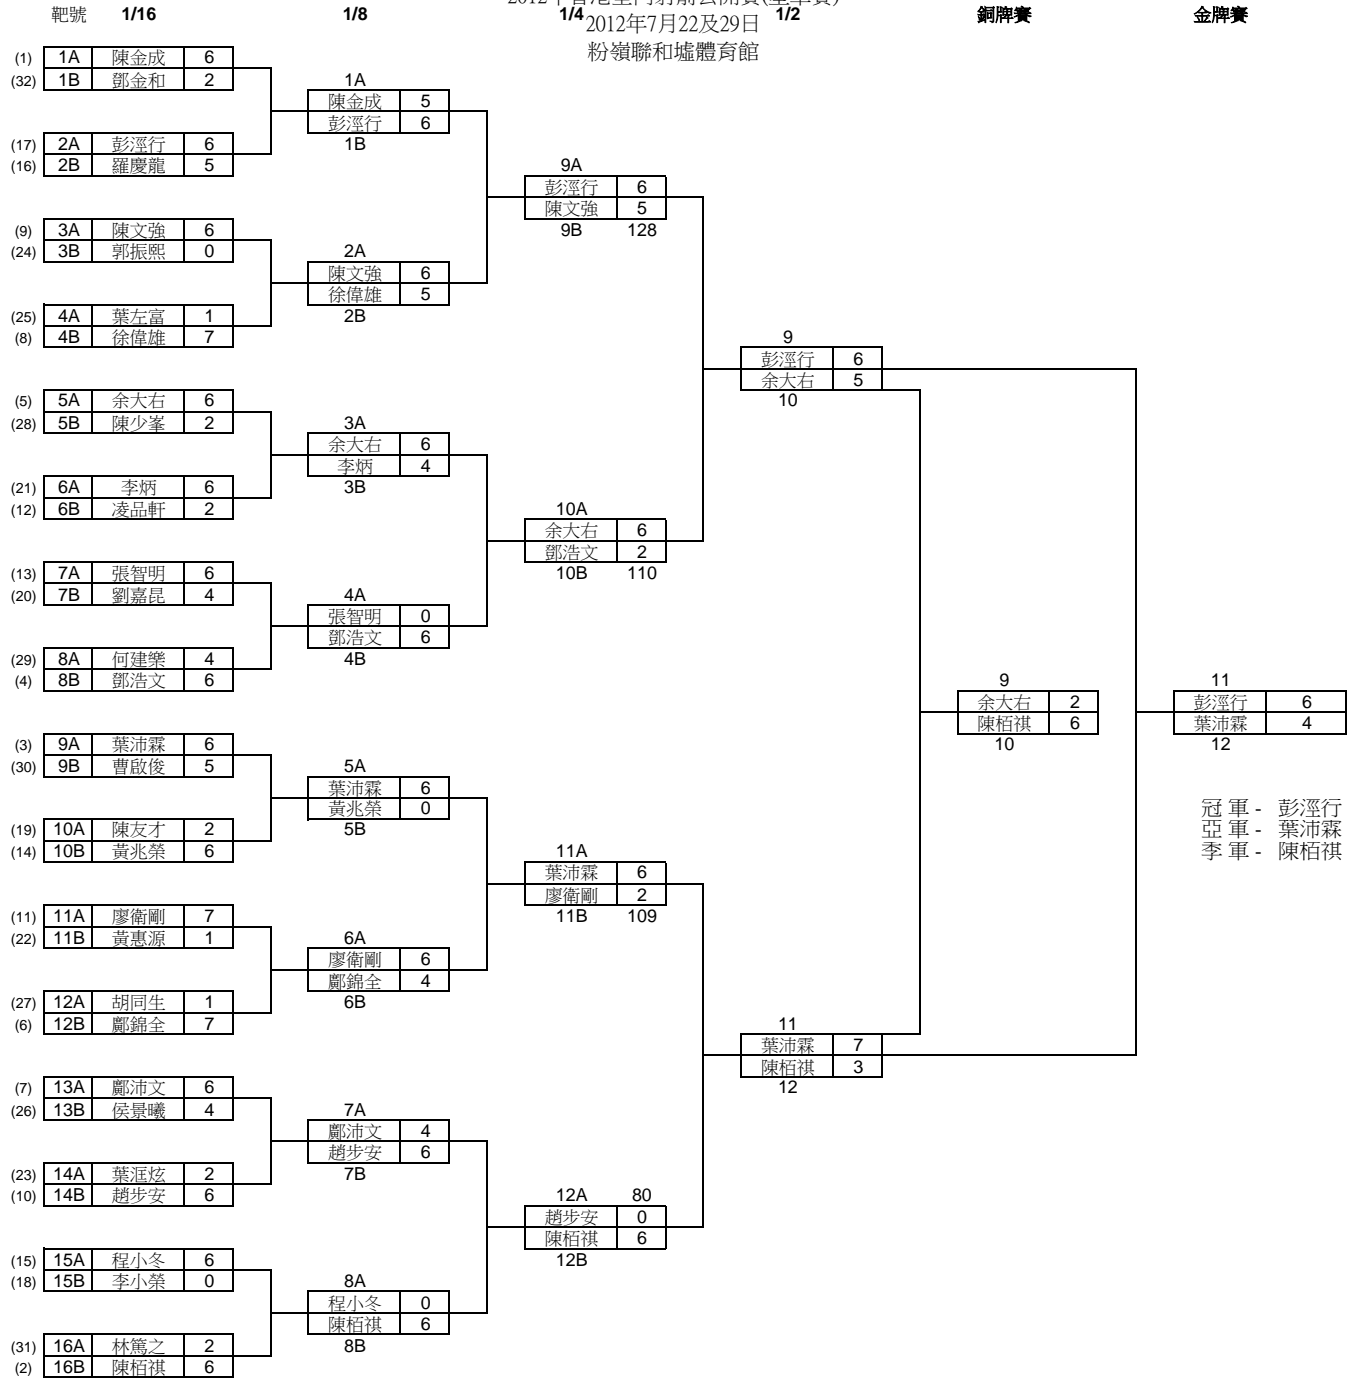 2012年香港室內射箭公開賽
靶號 1/16 1/8 1/4 1/2 銅牌賽 金牌賽
2012年7月22及29日
粉嶺聯和墟體育館
(1) 1A 陳金成 6
(32) 1B 鄧金和 2
(17) 2A 彭逕行 6
(16) 2B 羅慶龍 5
(9) 3A 陳文強 6
(24) 3B 郭振熙 0
(25) 4A 葉左富 1
(8) 4B 徐偉雄 7
(5) 5A 余大右 6
(28) 5B 陳少峯 2
(21) 6A 李炳 6
(12) 6B 凌品軒 2
(13) 7A 張智明 6
(20) 7B 劉嘉昆 4
(29) 8A 何建樂 4
(4) 8B 鄧浩文 6
(3) 9A 葉沛霖 6
(30) 9B 曹啟俊 5
(19) 10A 陳友才 2
(14) 10B 黃兆榮 6
(11) 11A 廖衛剛 7
(22) 11B 黃惠源 1
(27) 12A 胡同生 1
(6) 12B 鄺錦全 7
(7) 13A 鄺沛文 6
(26) 13B 侯景曦 4
(23) 14A 葉洭炫 2
(10) 14B 趙步安 6
(15) 15A 程小冬 6
(18) 15B 李小榮 0
(31) 16A 林篤之 2
(2) 16B 陳栢祺 6
1A
陳金成 5
彭逕行 6
1B
2A
陳文強 6
徐偉雄 5
2B
3A
余大右 6
李炳 4
3B
4A
張智明 0
鄧浩文 6
4B
5A
葉沛霖 6
黃兆榮 0
5B
6A
廖衛剛 6
鄺錦全 4
6B
7A
鄺沛文 4
趙步安 6
7B
8A
程小冬 0
陳栢祺 6
8B
9A
彭逕行 6
陳文強 5
9B 128
10A
余大右 6
鄧浩文 2
10B 110
11A
葉沛霖 6
廖衛剛 2
11B 109
12A 80
趙步安 0
陳栢祺 6
12B
9
彭逕行 6
余大右 5
10
11
葉沛霖 7
陳栢祺 3
12
9
余大右 2
陳栢祺 6
10
11
彭逕行 6
葉沛霖 4
12
冠 軍 - 彭逕行
亞 軍 - 葉沛霖
季 軍 - 陳栢祺